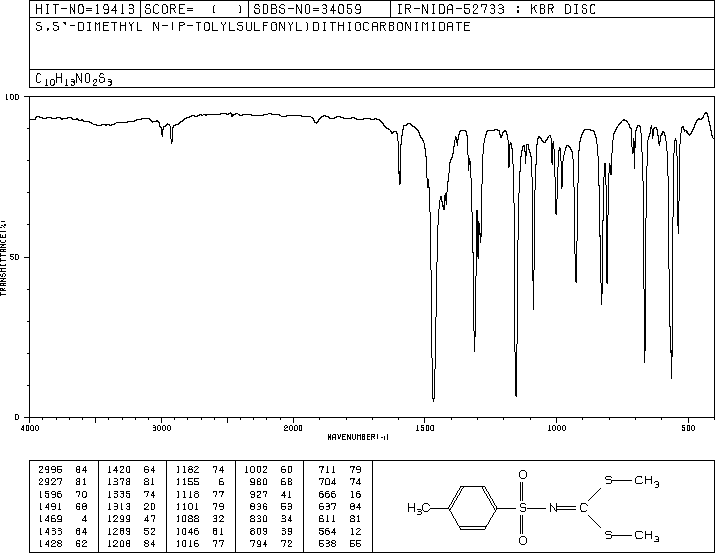 HIT-NO=19413 SCORE= ( ) SDBS-NO=34059 IR-NIDA-52733 : KBR DISC
S,S'-DIMETHYL N-(P-TOLYLSULFONYL)DITHIOCARBONIMIDATE
C10H13NO2S3
100
50
0
TRANSMITTANCE(%)
4000 3000 2000 1500 1000 500
WAVENUMBER(-1)
2995 84 1420 64 1182 74 1002 60 711 79
2927 81 1378 81 1155 6 980 68 704 74
1596 70 1335 74 1118 77 927 41 666 16
1491 68 1313 20 1101 79 836 53 637 84
1469 4 1299 47 1088 32 830 34 611 81
1433 64 1289 52 1046 81 809 39 564 12
1428 62 1208 84 1016 77 794 72 538 55
O
S CH3
CH3 S N C
S CH3
O